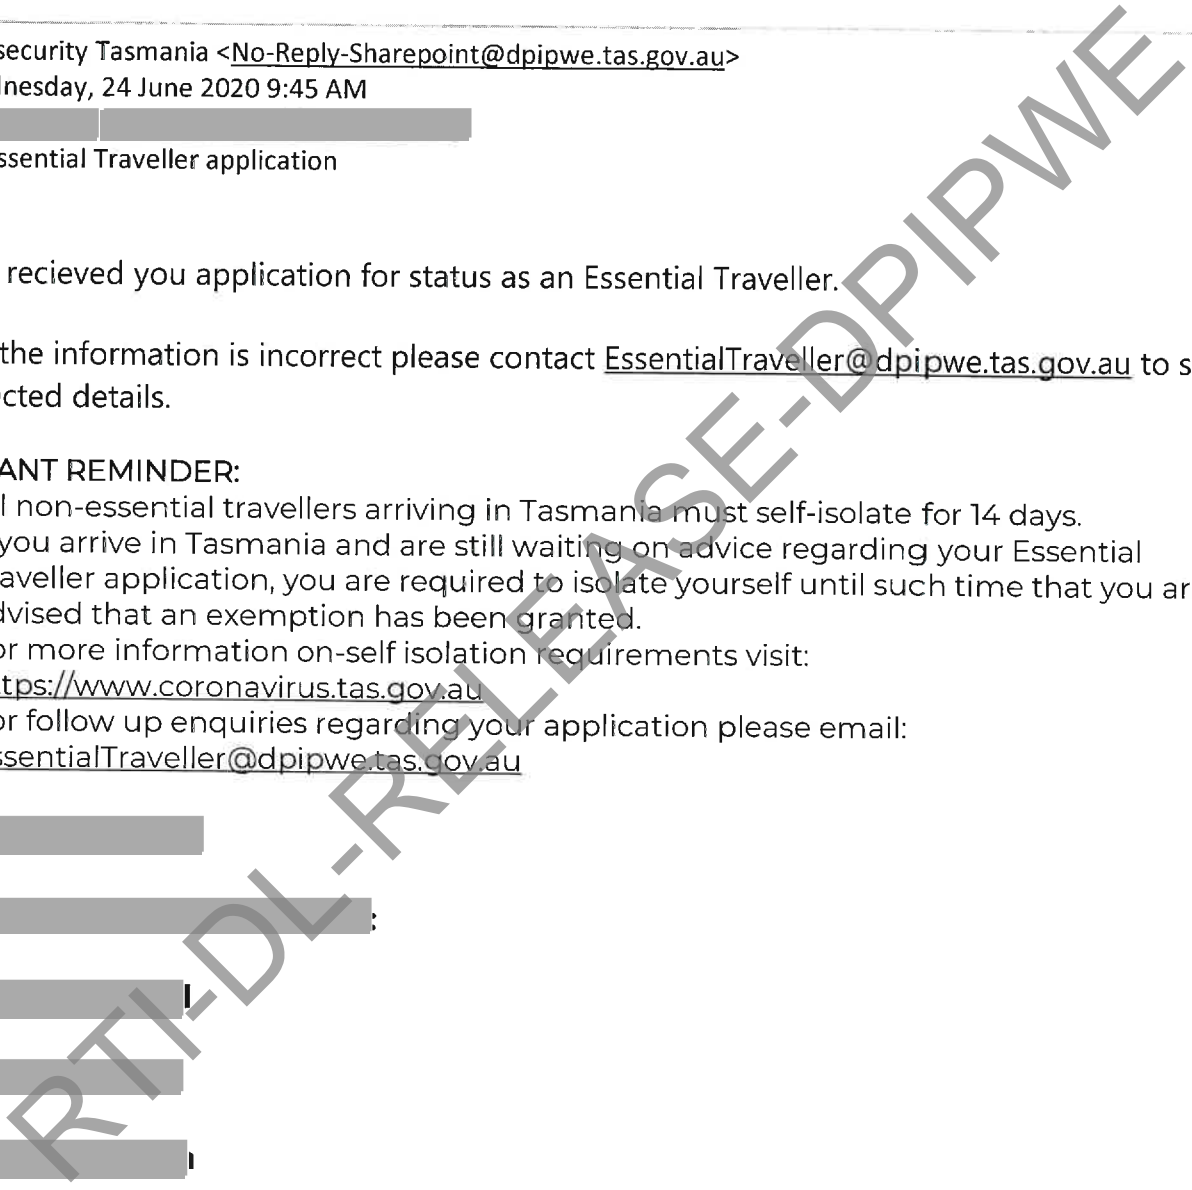 security Tasmania <No-Reply-Sharepoint@dpipwe.tas.gov.au>
nesday, 24 June 2020 9:45 AM
ssential Traveller application
recieved you application for status as an Essential Traveller.
the information is incorrect please contact EssentialTraveller@dpipwe.tas.gov.au to s
cted details.
ANT REMINDER:
l non-essential travellers arriving in Tasmania must self-isolate for 14 days.
you arrive in Tasmania and are still waiting on advice regarding your Essential
aveller application, you are required to isolate yourself until such time that you ar
dvised that an exemption has been granted.
or more information on-self isolation requirements visit:
tps://www.coronavirus.tas.gov.au
or follow up enquiries regarding your application please email:
ssentialTraveller@dpipwe.tas.gov.au
RTI-DL-RELEASE-DPIPWE